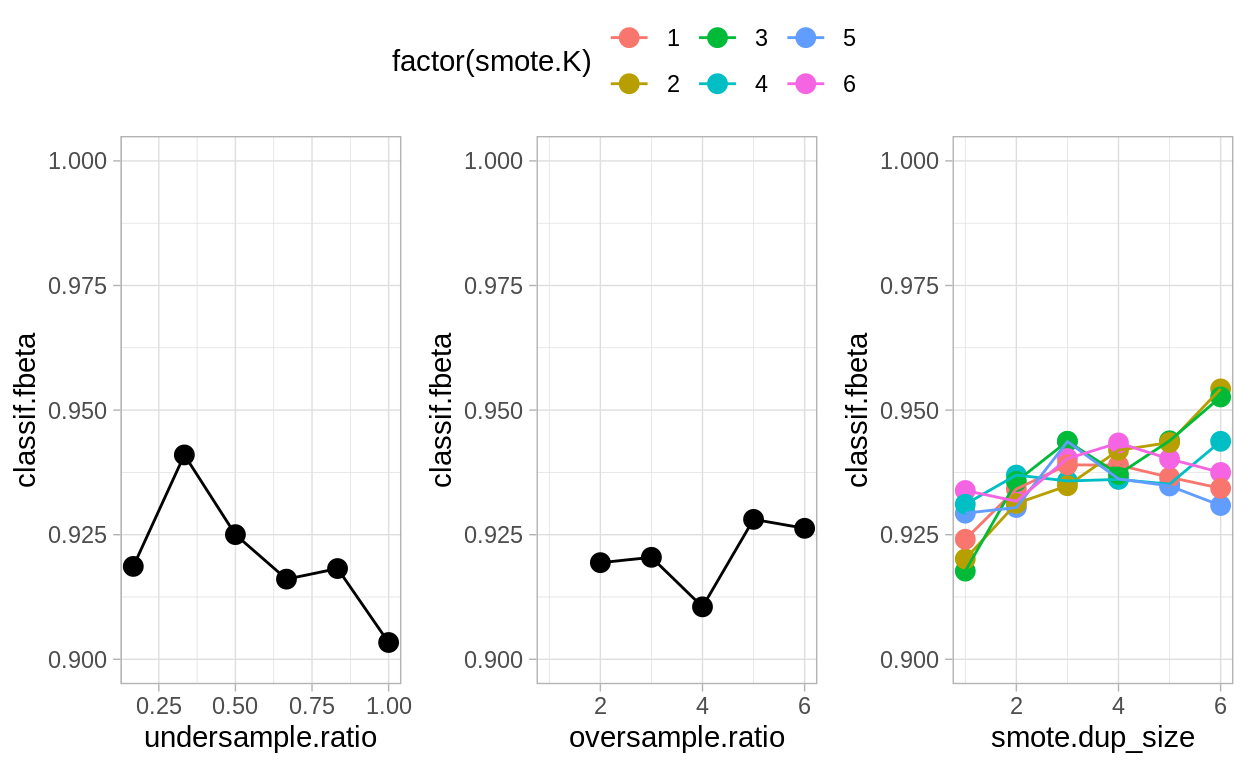 factor(smote.K)
1 3 5
2 4 6
classif.fbeta
1.000
0.975
0.950
0.925
0.900
0.25 0.50 0.75 1.00
undersample.ratio
classif.fbeta
1.000
0.975
0.950
0.925
0.900
2 4 6
oversample.ratio
classif.fbeta
1.000
0.975
0.950
0.925
0.900
2 4 6
smote.dup_size